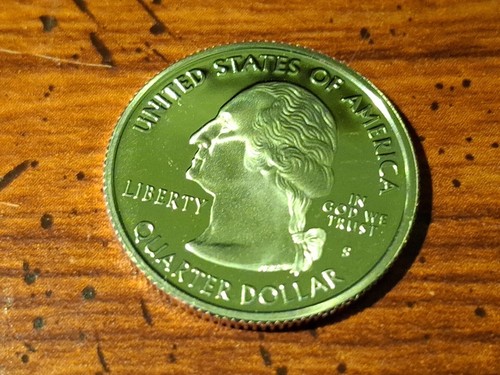 UNITED STATES OF AMERICA
LIBERTY
IN
GOD WE
TRUST
S
QUARTER DOLLAR